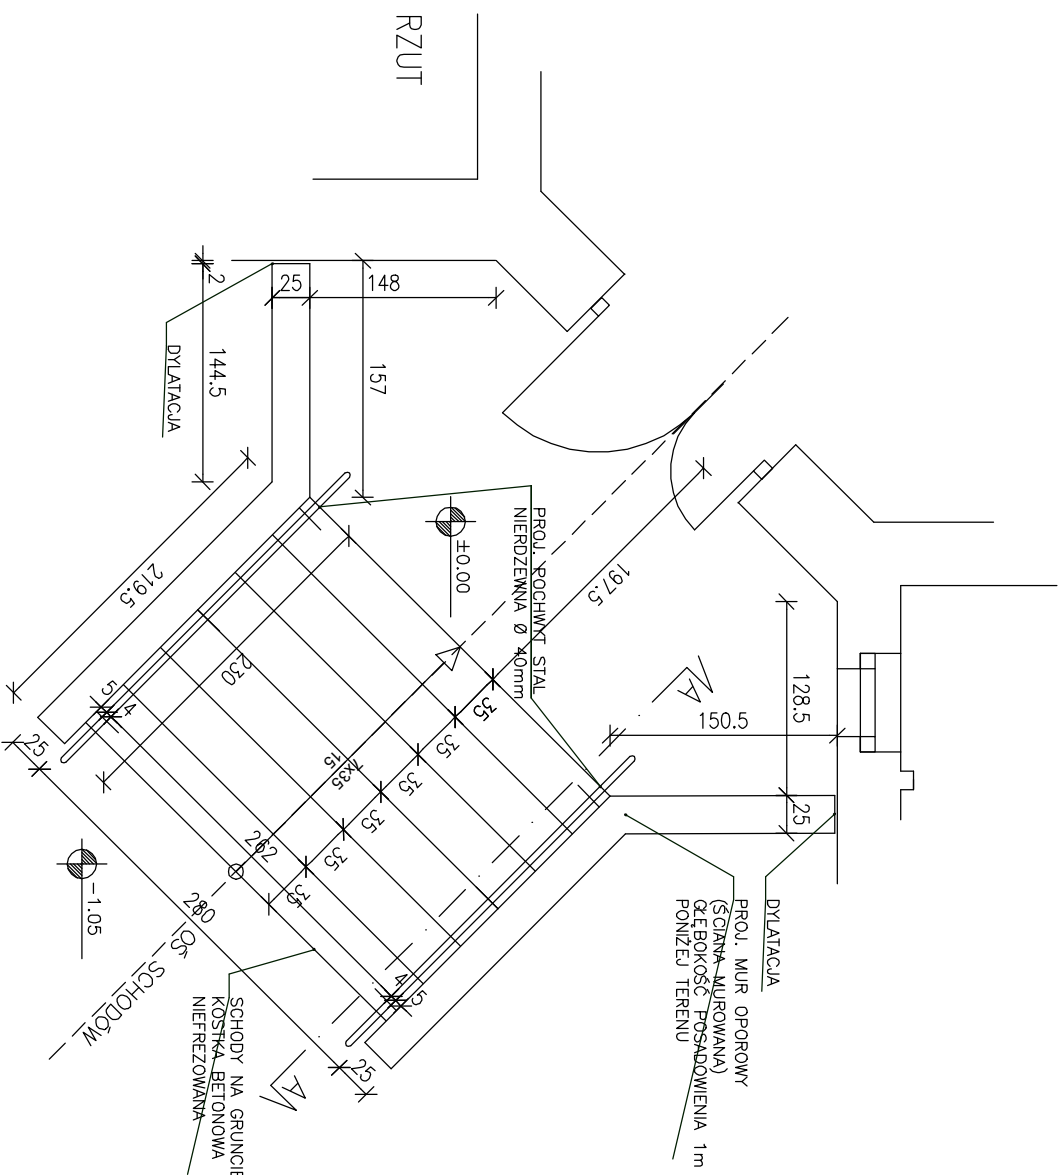 RZUT
25
148
2
144.5
157
DYLATACJA
219.5
±0.00
PROJ. POCHWYT STAL
NIERDZEWNA Ø 40mm
197.5
128.5
150.5
25
A
230
5
4
25
35
35
35
35
35
35
7x35
15
262
280
-1.05
OŚ SCHODÓW
4
5
25
A
DYLATACJA
PROJ. MUR OPOROWY
(ŚCIANA MUROWANA)
GŁĘBOKOŚĆ POSADOWIENIA 1m
PONIŻEJ TERENU
SCHODY NA GRUNCIE
KOSTKA BETONOWA
NIEFREZOWANA